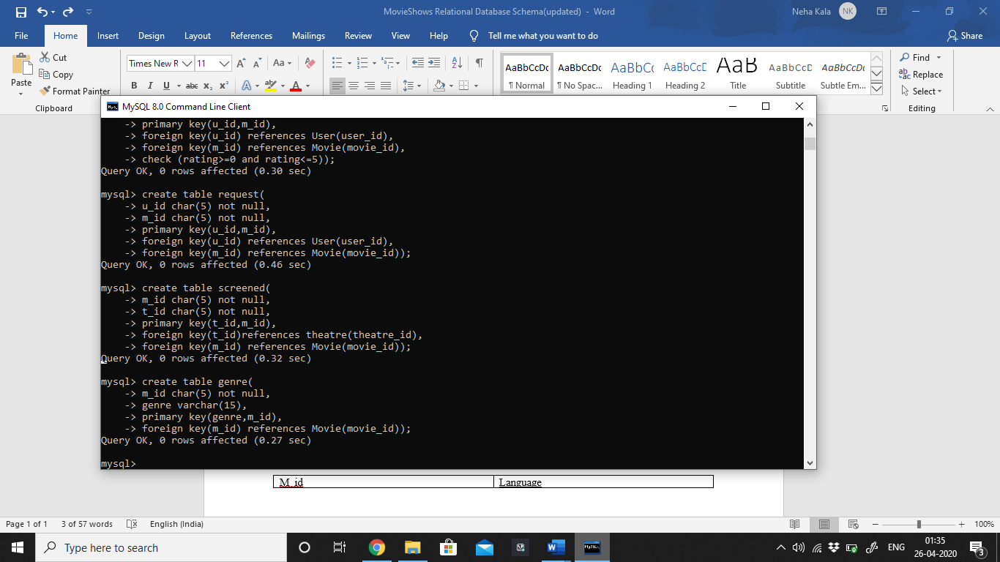 MovieShows Relational Database Schema(updated) - Word
Neha Kala
NK
File Home Insert Design Layout References Mailings Review View Help Tell me what you want to do Share
Paste
Cut
Copy
Format Painter
Clipboard
Times New R 11 Aa
B I U abc x₂ x² A ab A
AaBbCcDc AaBbCcDc AaBbCc AaBbCcD AaB AaBbCcD AaBbCcDc
¶ Normal ¶ No Spac... Heading 1 Heading 2 Title Subtitle Subtle Em...
Find
Replace
Select
Editing
MySQL 8.0 Command Line Client
-> primary key(u_id,m_id),
-> foreign key(u_id) references User(user_id),
-> foreign key(m_id) references Movie(movie_id),
-> check (rating>=0 and rating<=5));
Query OK, 0 rows affected (0.30 sec)
mysql> create table request(
-> u_id char(5) not null,
-> m_id char(5) not null,
-> primary key(u_id,m_id),
-> foreign key(u_id) references User(user_id),
-> foreign key(m_id) references Movie(movie_id));
Query OK, 0 rows affected (0.46 sec)
mysql> create table screened(
-> m_id char(5) not null,
-> t_id char(5) not null,
-> primary key(t_id,m_id),
-> foreign key(t_id)references theatre(theatre_id),
-> foreign key(m_id) references Movie(movie_id));
Query OK, 0 rows affected (0.32 sec)
mysql> create table genre(
-> m_id char(5) not null,
-> genre varchar(15),
-> primary key(genre,m_id),
-> foreign key(m_id) references Movie(movie_id));
Query OK, 0 rows affected (0.27 sec)
mysql>
M_id Language
Page 1 of 1 3 of 57 words English (India) 100%
Type here to search
ENG
01:35
26-04-2020
3